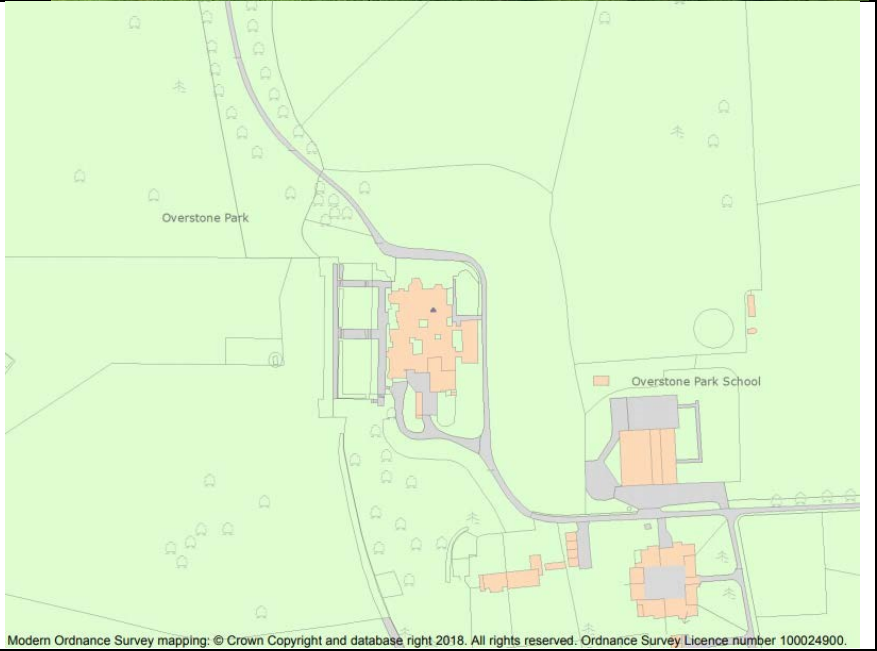 Overstone Park
Overstone Park School
Modern Ordnance Survey mapping: © Crown Copyright and database right 2018. All rights reserved. Ordnance Survey Licence number 100024900.